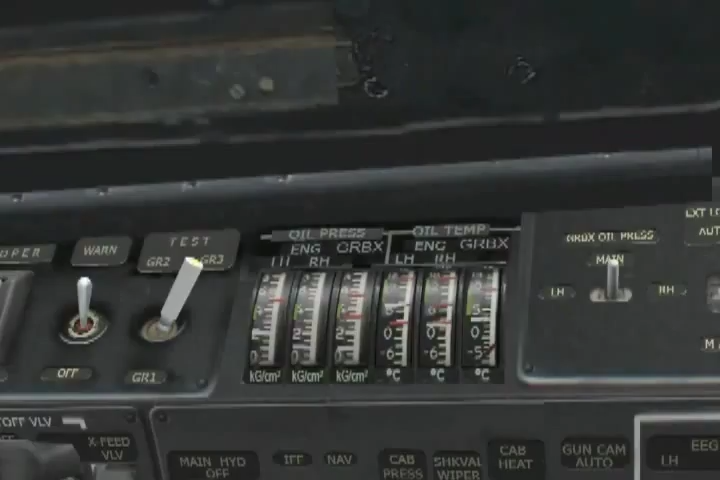 OPER
WARN
TEST
GR2 GR3
OFF
GR1
OIL PRESS
ENG GRBX
LH RH
OIL TEMP
ENG GRBX
LH RH
kg/cm² kg/cm² kg/cm² °C °C °C
GRBX OIL PRESS
MAIN
LH
RH
EXT L
AUT
MA
OFF VLV
X-FEED
VLV
MAIN HYD
OFF
IFF
NAV
CAB
PRESS
SHKVAL
WIPER
CAB
HEAT
GUN CAM
AUTO
EEG
LH